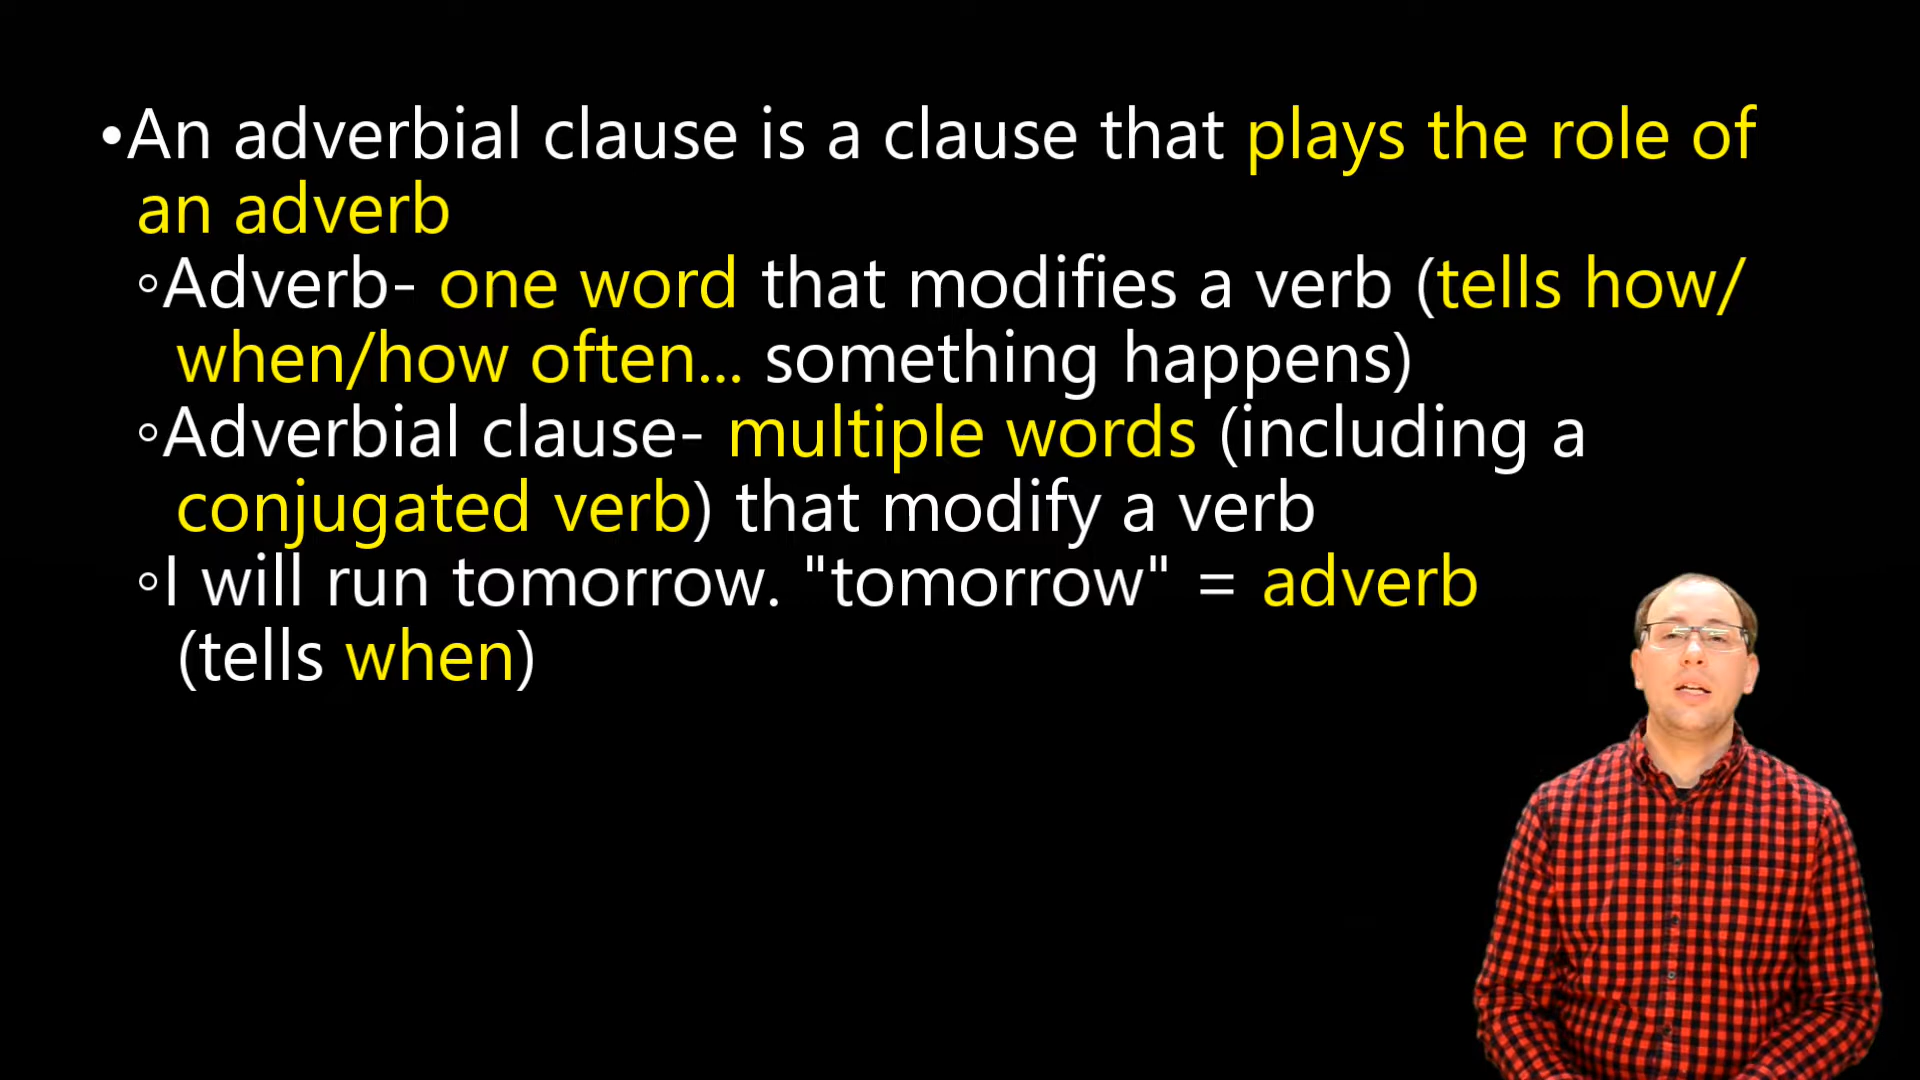 •An adverbial clause is a clause that plays the role of
an adverb
◦Adverb- one word that modifies a verb (tells how/
when/how often... something happens)
◦Adverbial clause- multiple words (including a
conjugated verb) that modify a verb
◦I will run tomorrow. "tomorrow" = adverb
(tells when)